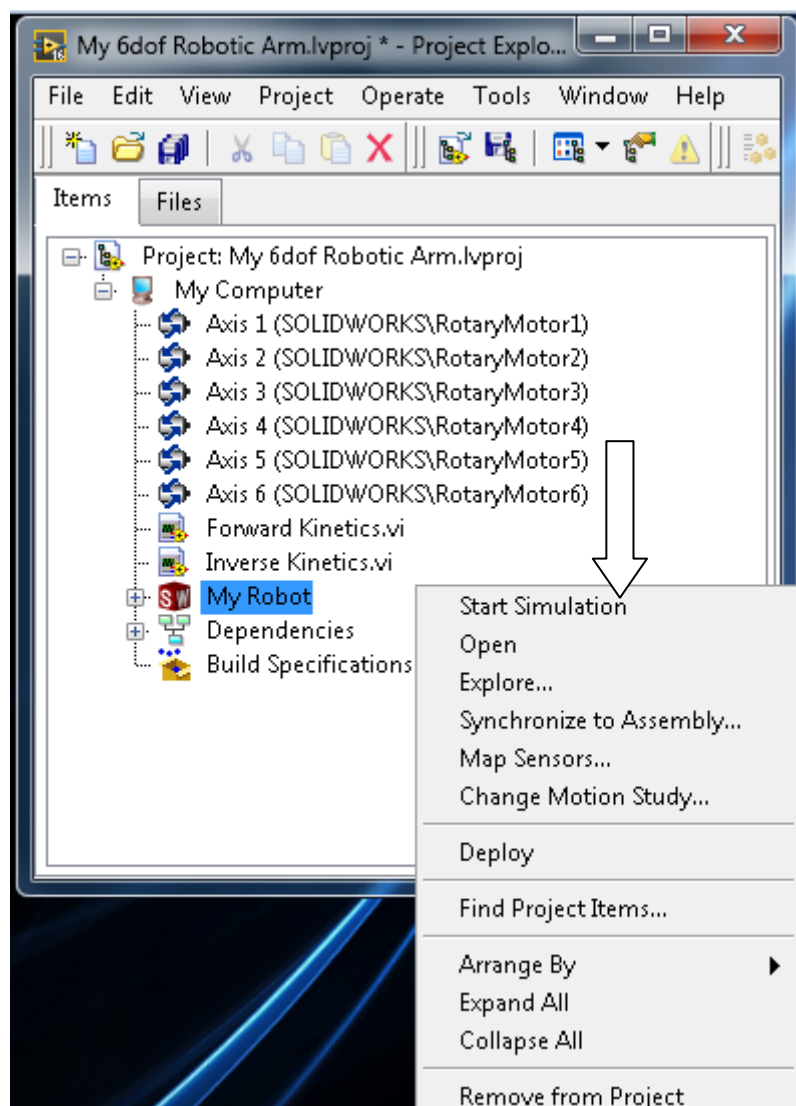 My 6dof Robotic Arm.lvproj * - Project Explo...
File Edit View Project Operate Tools Window Help
Items Files
Project: My 6dof Robotic Arm.lvproj
My Computer
Axis 1 (SOLIDWORKS\RotaryMotor1)
Axis 2 (SOLIDWORKS\RotaryMotor2)
Axis 3 (SOLIDWORKS\RotaryMotor3)
Axis 4 (SOLIDWORKS\RotaryMotor4)
Axis 5 (SOLIDWORKS\RotaryMotor5)
Axis 6 (SOLIDWORKS\RotaryMotor6)
Forward Kinetics.vi
Inverse Kinetics.vi
SW My Robot
Dependencies
Build Specifications
Start Simulation
Open
Explore...
Synchronize to Assembly...
Map Sensors...
Change Motion Study...
Deploy
Find Project Items...
Arrange By
Expand All
Collapse All
Remove from Project